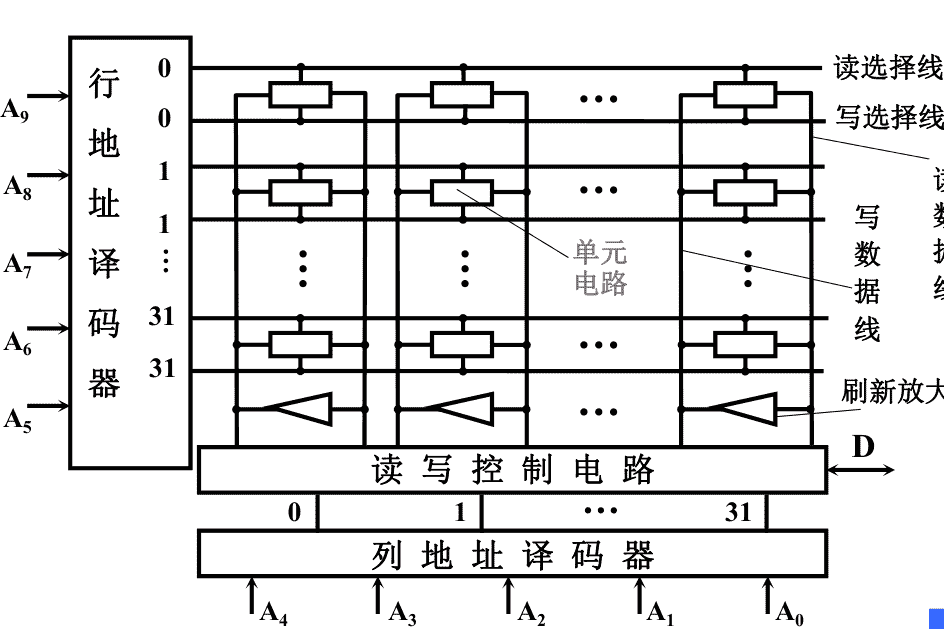 行地址译码器
A9
A8
A7
A6
A5
0
0
1
1
⋮
31
31
读选择线
写选择线
…
…
单元
电路
写数据线
…
刷新放大
读写控制电路
D
0
1
…
31
列地址译码器
A4
A3
A2
A1
A0